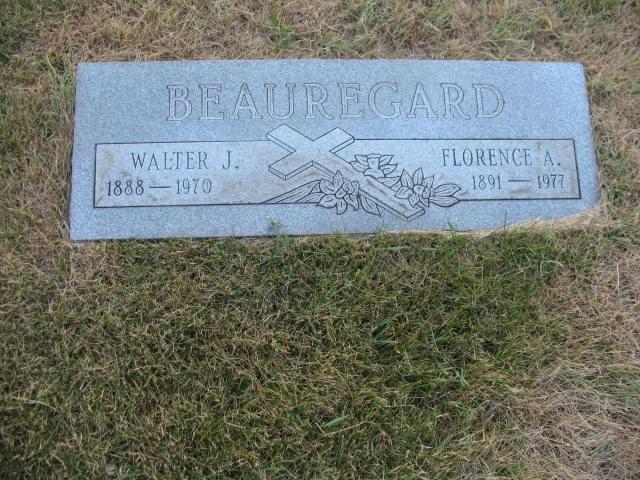 BEAUREGARD
WALTER J.
1888 — 1970
FLORENCE A.
1891 — 1977